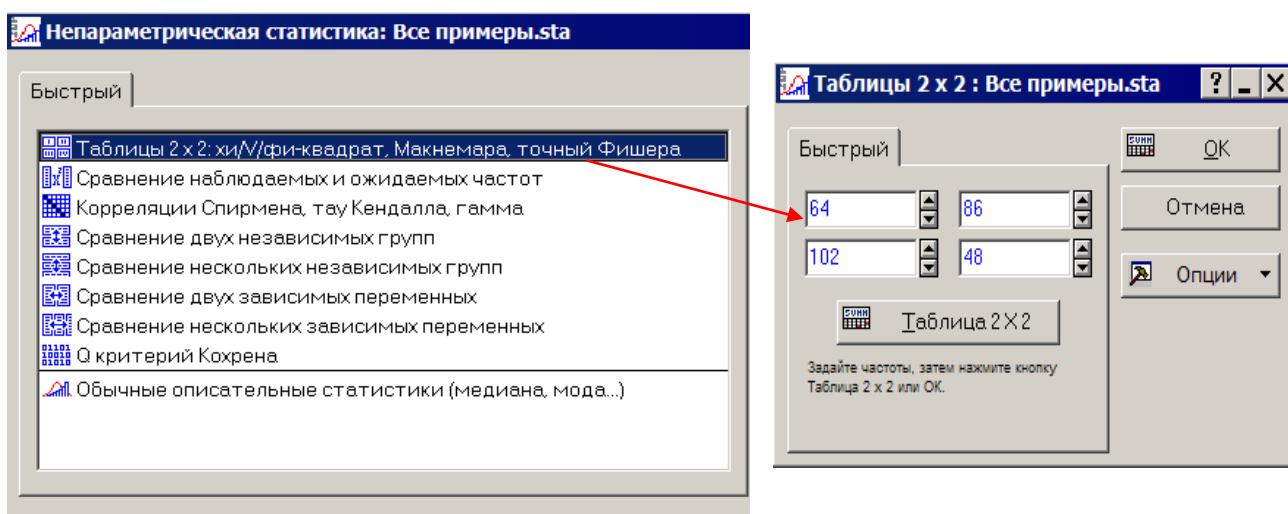 Непараметрическая статистика: Все примеры.sta
Быстрый
Таблицы 2 x 2: хи/V/фи-квадрат, Макнемара, точный Фишера
Сравнение наблюдаемых и ожидаемых частот
Корреляции Спирмена, тау Кендалла, гамма
Сравнение двух независимых групп
Сравнение нескольких независимых групп
Сравнение двух зависимых переменных
Сравнение нескольких зависимых переменных
Q критерий Кохрена
Обычные описательные статистики (медиана, мода...)
Таблицы 2 x 2 : Все примеры.sta
Быстрый
64 86
102 48
Таблица 2 X 2
Задайте частоты, затем нажмите кнопку
Таблица 2 x 2 или OK.
OK
Отмена
Опции